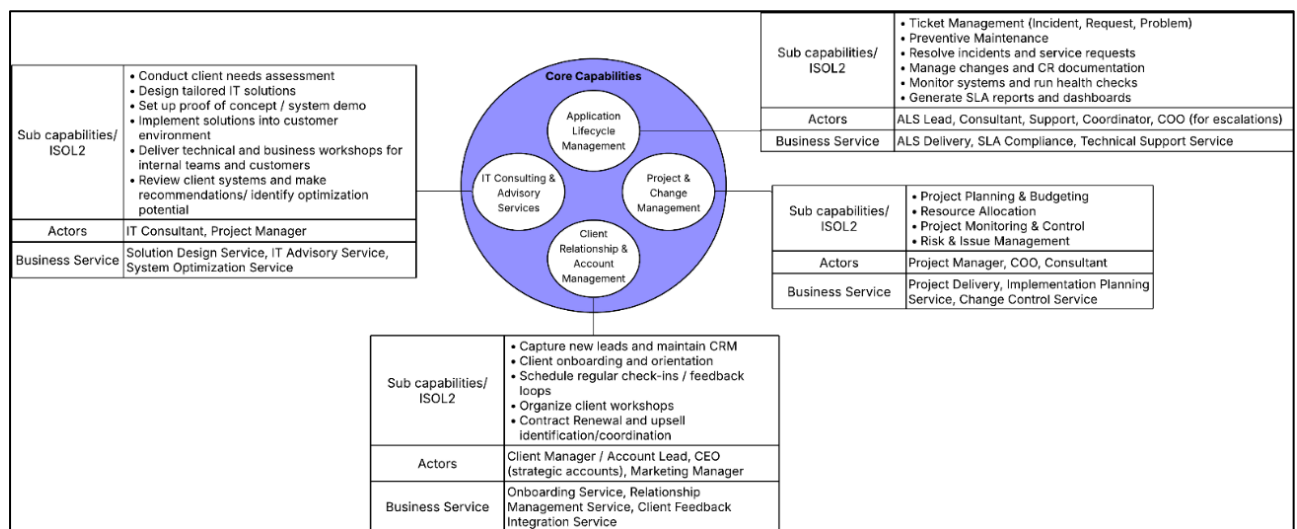 Core Capabilities
Application
Lifecycle
Management
IT Consulting &
Advisory
Services
Project &
Change
Management
Client
Relationship &
Account
Management
Sub capabilities/
ISOL2
• Conduct client needs assessment
• Design tailored IT solutions
• Set up proof of concept / system demo
• Implement solutions into customer
environment
• Deliver technical and business workshops for
internal teams and customers
• Review client systems and make
recommendations/ identify optimization
potential
Actors
IT Consultant, Project Manager
Business Service
Solution Design Service, IT Advisory Service,
System Optimization Service
Sub capabilities/
ISOL2
• Ticket Management (Incident, Request, Problem)
• Preventive Maintenance
• Resolve incidents and service requests
• Manage changes and CR documentation
• Monitor systems and run health checks
• Generate SLA reports and dashboards
Actors
ALS Lead, Consultant, Support, Coordinator, COO (for escalations)
Business Service
ALS Delivery, SLA Compliance, Technical Support Service
Sub capabilities/
ISOL2
• Project Planning & Budgeting
• Resource Allocation
• Project Monitoring & Control
• Risk & Issue Management
Actors
Project Manager, COO, Consultant
Business Service
Project Delivery, Implementation Planning
Service, Change Control Service
Sub capabilities/
ISOL2
• Capture new leads and maintain CRM
• Client onboarding and orientation
• Schedule regular check-ins / feedback
loops
• Organize client workshops
• Contract Renewal and upsell
identification/coordination
Actors
Client Manager / Account Lead, CEO
(strategic accounts), Marketing Manager
Business Service
Onboarding Service, Relationship
Management Service, Client Feedback
Integration Service